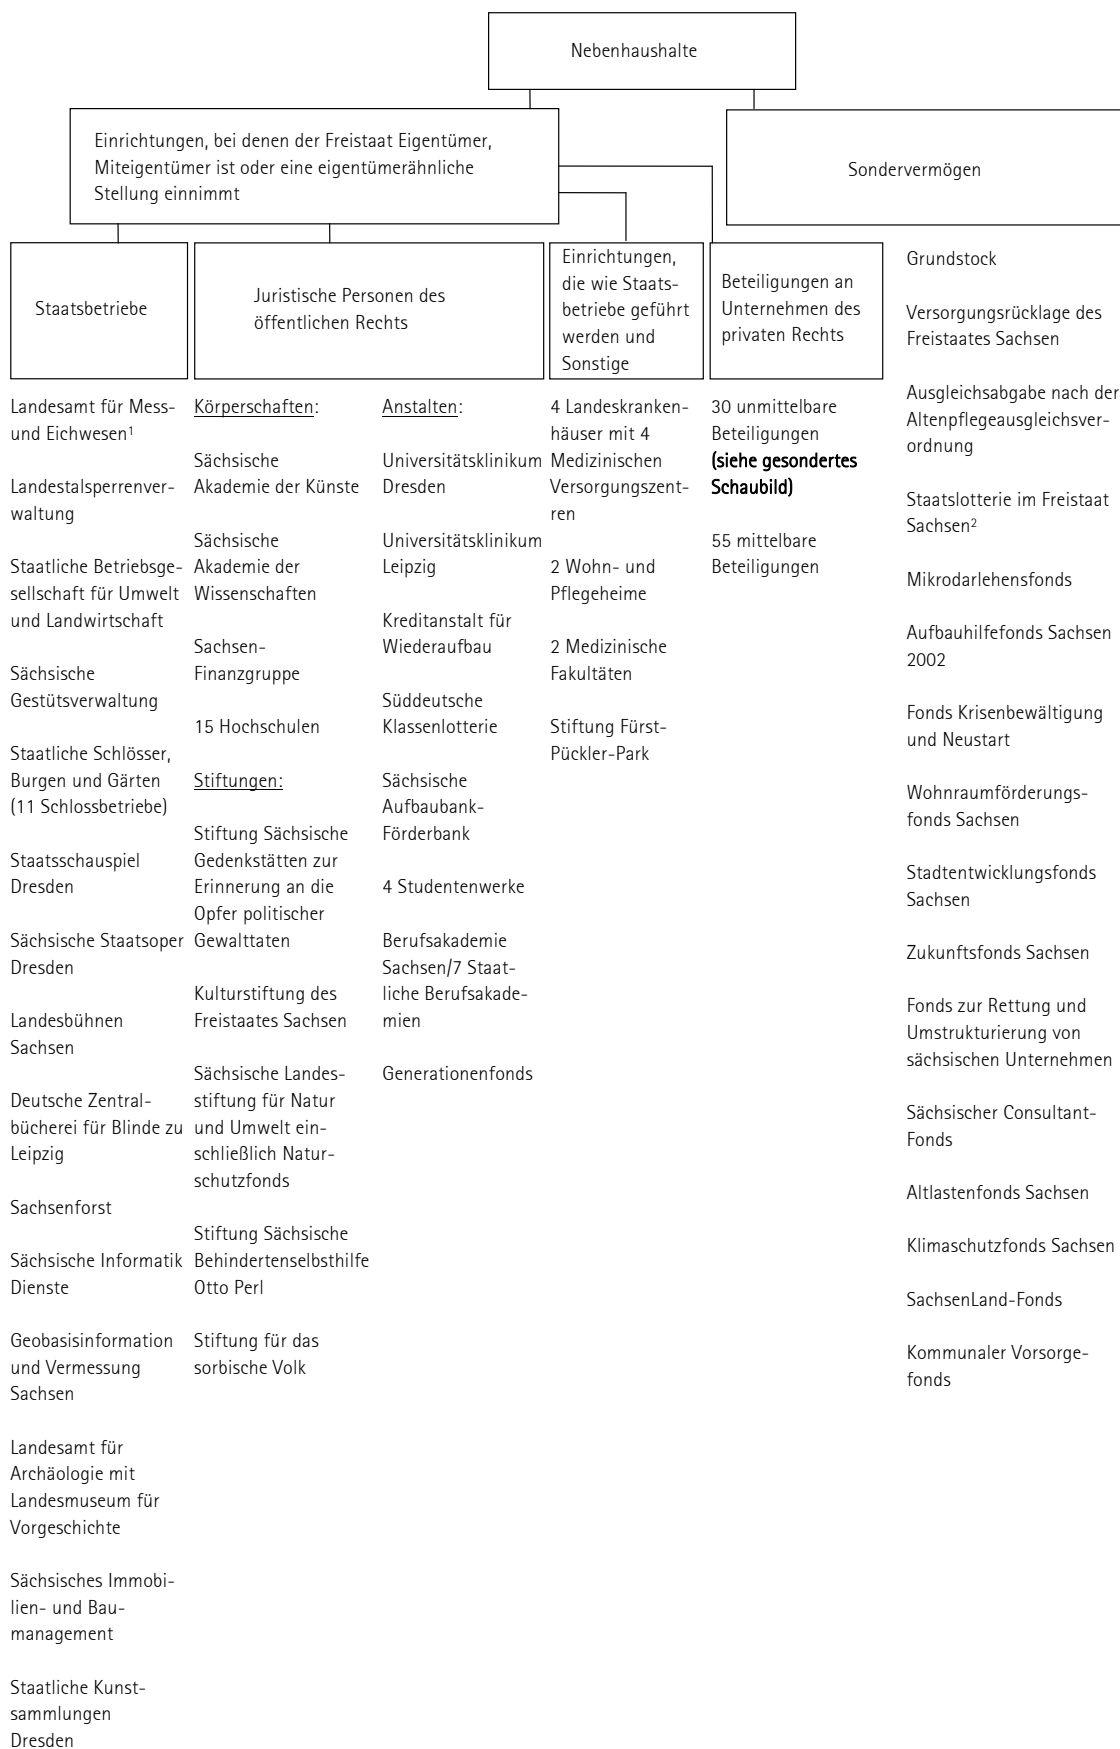 Nebenhaushalte
Einrichtungen, bei denen der Freistaat Eigentümer,
Miteigentümer ist oder eine eigentümerähnliche
Stellung einnimmt
Sondervermögen
Staatsbetriebe
Juristische Personen des
öffentlichen Rechts
Einrichtungen,
die wie Staats-
betriebe geführt
werden und
Sonstige
Beteiligungen an
Unternehmen des
privaten Rechts
Landesamt für Mess-
und Eichwesen¹
Landestalsperrenver-
waltung
Staatliche Betriebsge-
sellschaft für Umwelt
und Landwirtschaft
Sächsische
Gestütsverwaltung
Staatliche Schlösser,
Burgen und Gärten
(11 Schlossbetriebe)
Staatsschauspiel
Dresden
Sächsische Staatsoper
Dresden
Landesbühnen
Sachsen
Deutsche Zentral-
bücherei für Blinde zu
Leipzig
Sachsenforst
Sächsische Informatik
Dienste
Geobasisinformation
und Vermessung
Sachsen
Landesamt für
Archäologie mit
Landesmuseum für
Vorgeschichte
Sächsisches Immobi-
lien- und Bau-
management
Staatliche Kunst-
sammlungen
Dresden
Körperschaften:
Sächsische
Akademie der Künste
Sächsische
Akademie der
Wissenschaften
Sachsen-
Finanzgruppe
15 Hochschulen
Stiftungen:
Stiftung Sächsische
Gedenkstätten zur
Erinnerung an die
Opfer politischer
Gewalttaten
Kulturstiftung des
Freistaates Sachsen
Sächsische Landes-
stiftung für Natur
und Umwelt ein-
schließlich Natur-
schutzfonds
Stiftung Sächsische
Behindertenselbsthilfe
Otto Perl
Stiftung für das
sorbische Volk
Anstalten:
Universitätsklinikum
Dresden
Universitätsklinikum
Leipzig
Kreditanstalt für
Wiederaufbau
Süddeutsche
Klassenlotterie
Sächsische
Aufbaubank-
Förderbank
4 Studentenwerke
Berufsakademie
Sachsen/7 Staat-
liche Berufsakade-
mien
Generationenfonds
4 Landeskranken-
häuser mit 4
Medizinischen
Versorgungszent-
ren
2 Wohn- und
Pflegeheime
2 Medizinische
Fakultäten
Stiftung Fürst-
Pückler-Park
30 unmittelbare
Beteiligungen
(siehe gesondertes
Schaubild)
55 mittelbare
Beteiligungen
Grundstock
Versorgungsrücklage des
Freistaates Sachsen
Ausgleichsabgabe nach der
Altenpflegeausgleichsver-
ordnung
Staatslotterie im Freistaat
Sachsen²
Mikrodarlehensfonds
Aufbauhilfefonds Sachsen
2002
Fonds Krisenbewältigung
und Neustart
Wohnraumförderungs-
fonds Sachsen
Stadtentwicklungsfonds
Sachsen
Zukunftsfonds Sachsen
Fonds zur Rettung und
Umstrukturierung von
sächsischen Unternehmen
Sächsischer Consultant-
Fonds
Altlastenfonds Sachsen
Klimaschutzfonds Sachsen
SachsenLand-Fonds
Kommunaler Vorsorge-
fonds